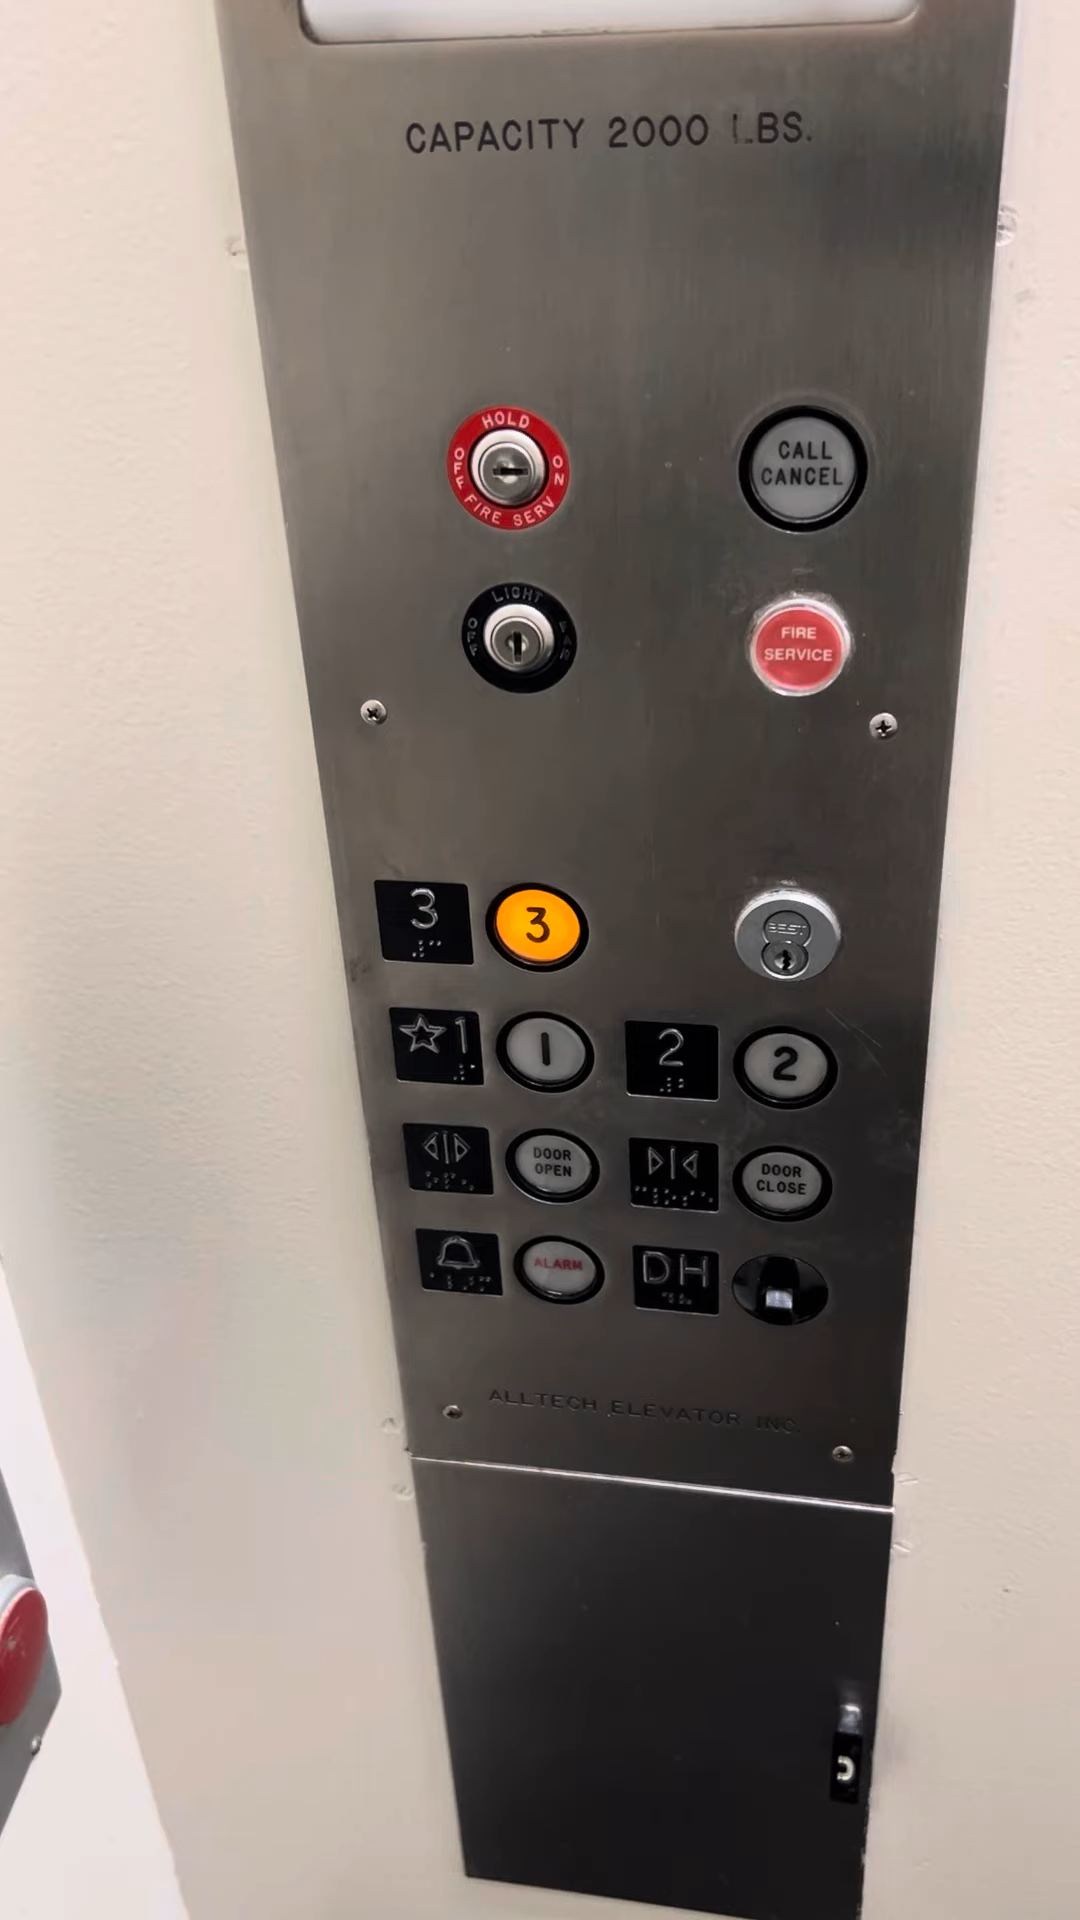 CAPACITY 2000 LBS.
HOLD
OFF
ON
FIRE SERV
CALL
CANCEL
LIGHT
OFF
FAN
FIRE
SERVICE
3
3
BEST
☆1
1
2
2
DOOR
OPEN
DOOR
CLOSE
ALARM
DH
ALLTECH ELEVATOR INC.